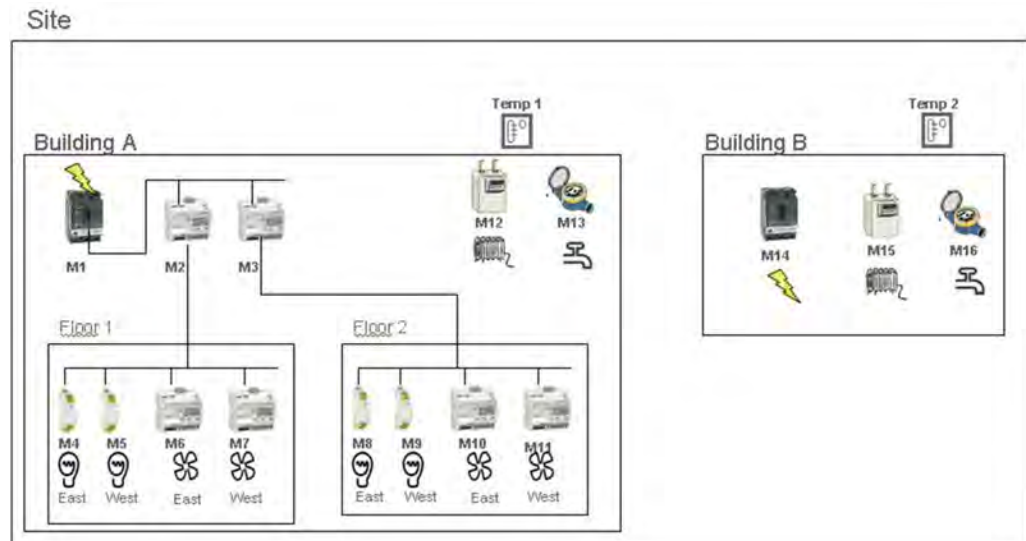 Site
Temp 1
Temp 2
Building A
Building B
M12
M13
M1
M2
M3
M14
M15
M16
Floor 1
Floor 2
M4
M5
M6
M7
M8
M9
M10
M11
East
West
East
West
East
West
East
West